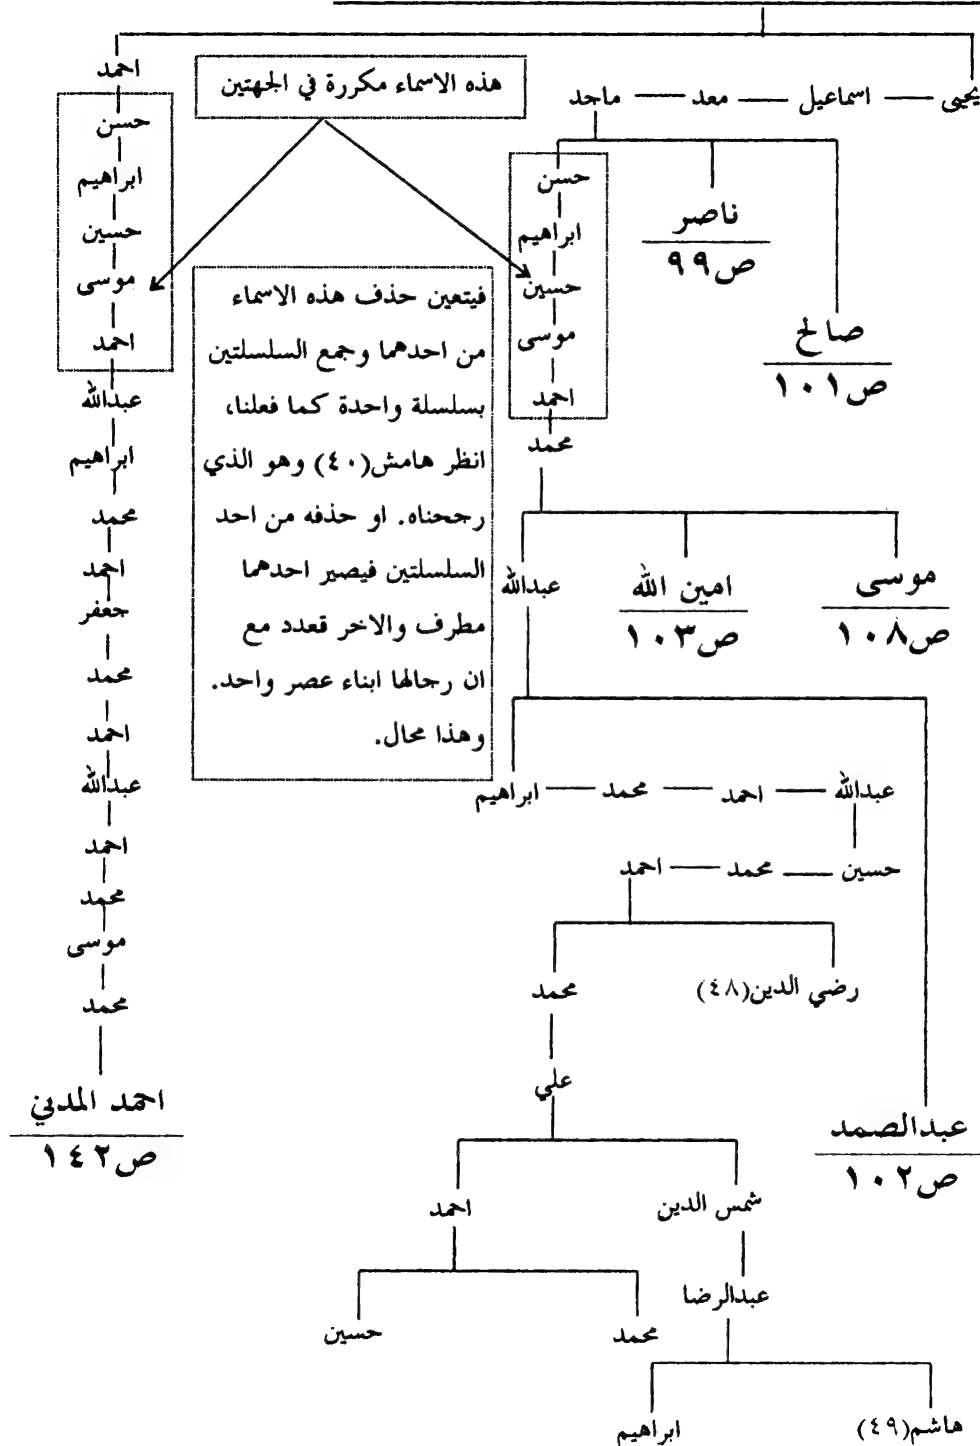 يحيى — اسماعيل — معد — ماجد
هذه الاسماء مكررة في الجهتين
احمد
حسن
ابراهيم
حسين
موسى
احمد
عبدالله
ابراهيم
محمد
احمد
جعفر
محمد
احمد
عبدالله
احمد
محمد
موسى
محمد
احمد المدني
ص١٤٢
صالح
ص١٠١
ناصر
ص٩٩
حسن
ابراهيم
حسين
موسى
احمد
محمد
فيتعين حذف هذه الاسماء
من احدهما وجمع السلسلتين
بسلسلة واحدة كما فعلنا،
انظر هامش(٤٠) وهو الذي
رجحناه. او حذفه من احد
السلسلتين فيصير احدهما
مطرف والاخر قعدد مع
ان رجالها ابناء عصر واحد.
وهذا محال.
موسى
ص١٠٨
امين الله
ص١٠٣
عبدالله
عبدالصمد
ص١٠٢
عبدالله — احمد — محمد — ابراهيم
حسين — محمد — احمد
رضي الدين(٤٨)
محمد
علي
شمس الدين
احمد
عبدالرضا
محمد
حسين
هاشم(٤٩)
ابراهيم